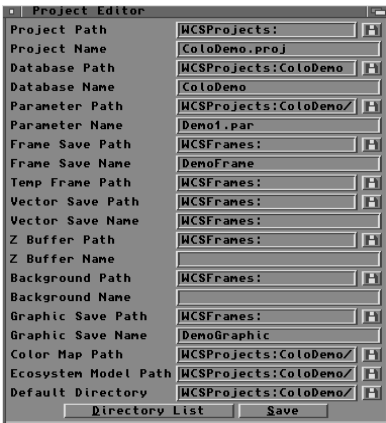 Project Editor
Project Path WCSProjects:
Project Name ColoDemo.proj
Database Path WCSProjects:ColoDemo
Database Name ColoDemo
Parameter Path WCSProjects:ColoDemo/
Parameter Name Demo1.par
Frame Save Path WCSFrames:
Frame Save Name DemoFrame
Temp Frame Path WCSFrames:
Vector Save Path WCSFrames:
Vector Save Name WCSFrames:
Z Buffer Path WCSFrames:
Z Buffer Name
Background Path WCSFrames:
Background Name
Graphic Save Path WCSFrames:
Graphic Save Name DemoGraphic
Color Map Path WCSProjects:ColoDemo/
Ecosystem Model Path WCSProjects:ColoDemo/
Default Directory WCSProjects:ColoDemo/
Directory List Save